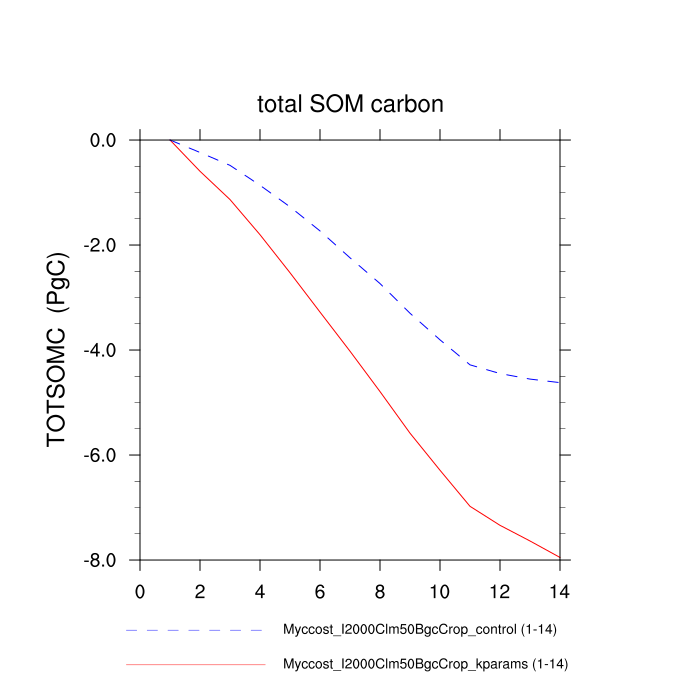 total SOM carbon
TOTSOMC (PgC)
0.0
-2.0
-4.0
-6.0
-8.0
0 2 4 6 8 10 12 14
Myccost_I2000Clm50BgcCrop_control (1-14)
Myccost_I2000Clm50BgcCrop_kparams (1-14)